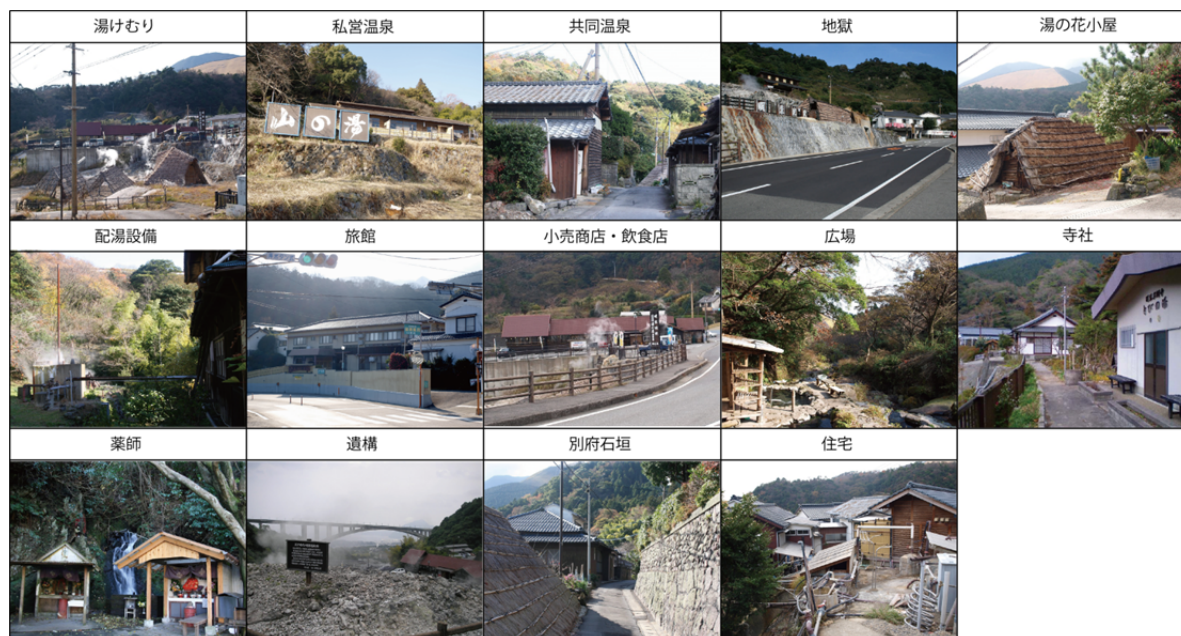 湯けむり
私営温泉
共同温泉
地獄
湯の花小屋
山の湯
配湯設備
旅館
小売商店・飲食店
広場
寺社
薬師
遺構
別府石垣
住宅